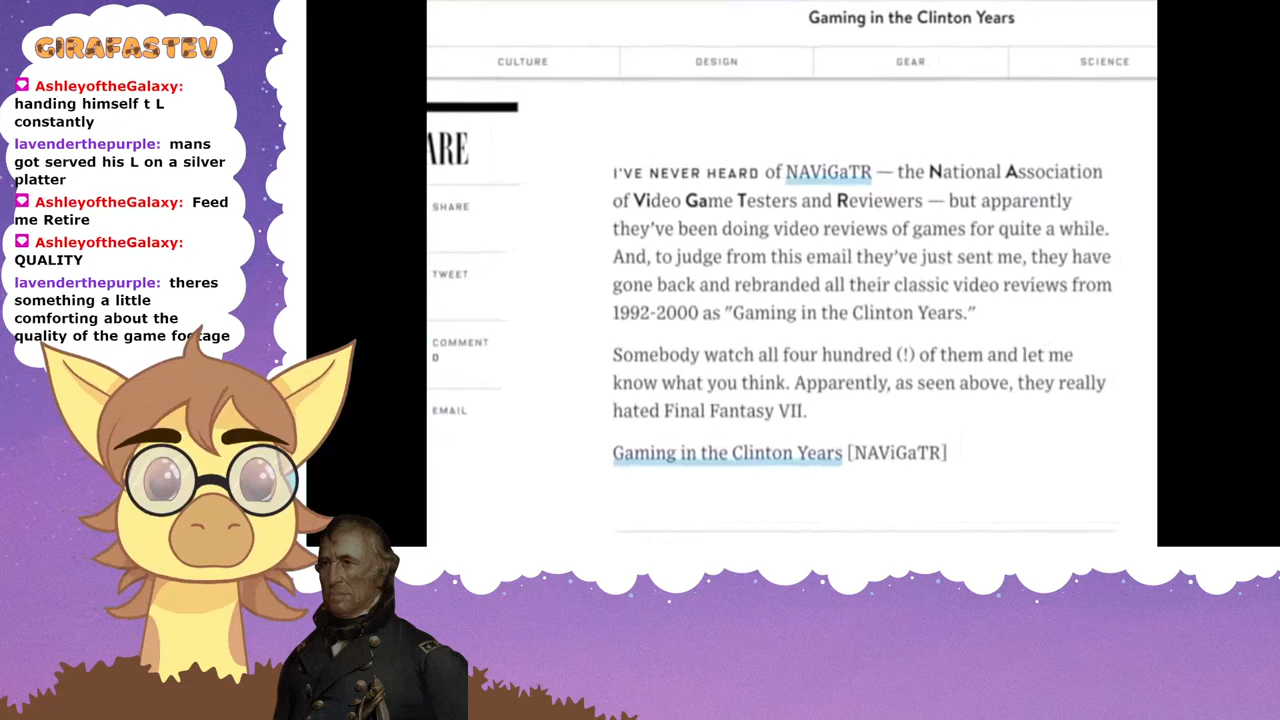 GIRAFASTEV
AshleyoftheGalaxy:
handing himself t L
constantly
lavenderthepurple: mans
got served his L on a silver
platter
AshleyoftheGalaxy: Feed
me Retire
AshleyoftheGalaxy:
QUALITY
lavenderthepurple: theres
something a little
comforting about the
quality of the game footage
Gaming in the Clinton Years
CULTURE
DESIGN
GEAR
SCIENCE
ARE
SHARE
TWEET
COMMENT
0
EMAIL
I'VE NEVER HEARD of NAViGaTR — the National Association
of Video Game Testers and Reviewers — but apparently
they've been doing video reviews of games for quite a while.
And, to judge from this email they've just sent me, they have
gone back and rebranded all their classic video reviews from
1992-2000 as "Gaming in the Clinton Years."
Somebody watch all four hundred (!) of them and let me
know what you think. Apparently, as seen above, they really
hated Final Fantasy VII.
Gaming in the Clinton Years [NAViGaTR]